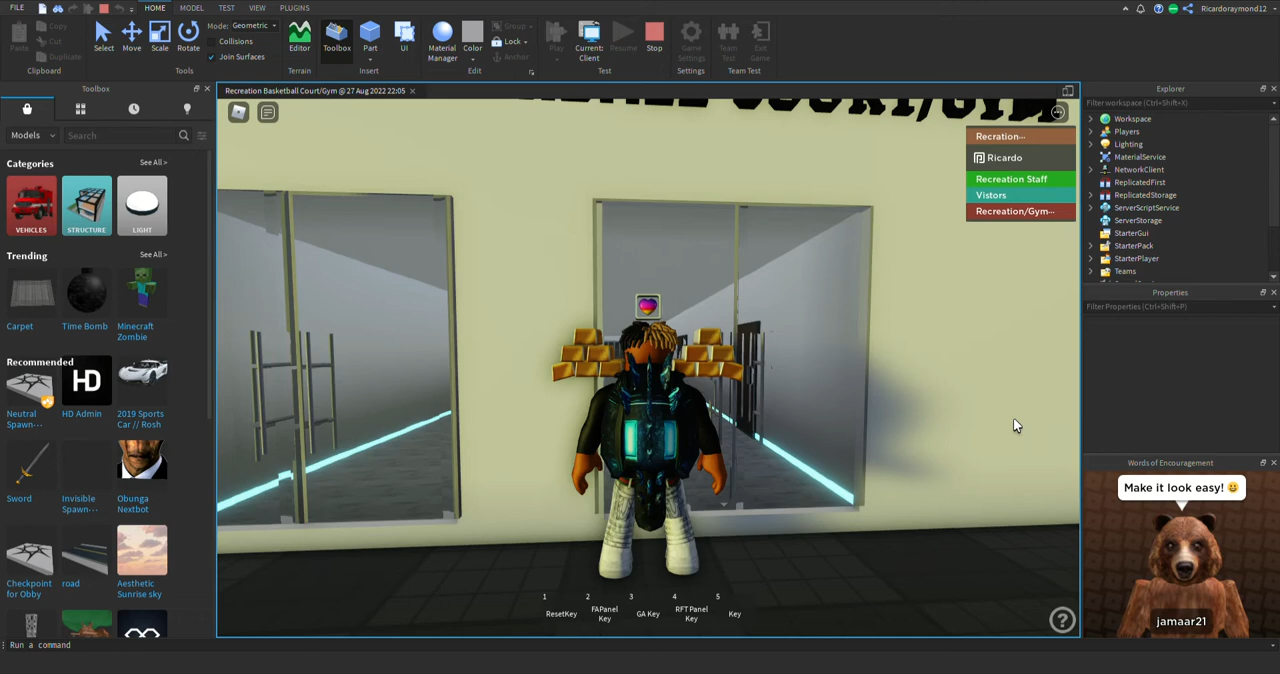 FILE HOME MODEL TEST VIEW PLUGINS Ricardoraymond12
Paste Copy Cut Duplicate Clipboard
Select Move Scale Rotate Mode: Geometric Collisions Join Surfaces Tools
Editor Terrain
Toolbox Part UI Insert
Material Manager Color Group Lock Anchor Edit
Play Current: Client Resume Stop Test
Game Settings Settings
Team Test Exit Game Team Test
Toolbox
Models Search
Categories See All >
VEHICLES STRUCTURE LIGHT
Trending See All >
Carpet Time Bomb Minecraft Zombie
Recommended
HD
Neutral Spawn··· HD Admin 2019 Sports Car // Rosh
Sword Invisible Spawn··· Obunga Nextbot
Checkpoint for Obby road Aesthetic Sunrise sky
Recreation Basketball Court/Gym @ 27 Aug 2022 22:05
COURT/GYM
Recration···
Ricardo
Recreation Staff
Vistors
Recreation/Gym···
1 2 3 4 5
ResetKey FAPanel Key GA Key RFT Panel Key Key
?
Explorer
Filter workspace (Ctrl+Shift+X)
Workspace
Players
Lighting
MaterialService
NetworkClient
ReplicatedFirst
ReplicatedStorage
ServerScriptService
ServerStorage
StarterGui
StarterPack
StarterPlayer
Teams
Properties
Filter Properties (Ctrl+Shift+P)
Words of Encouragement
Make it look easy! 😀
jamaar21
Run a command